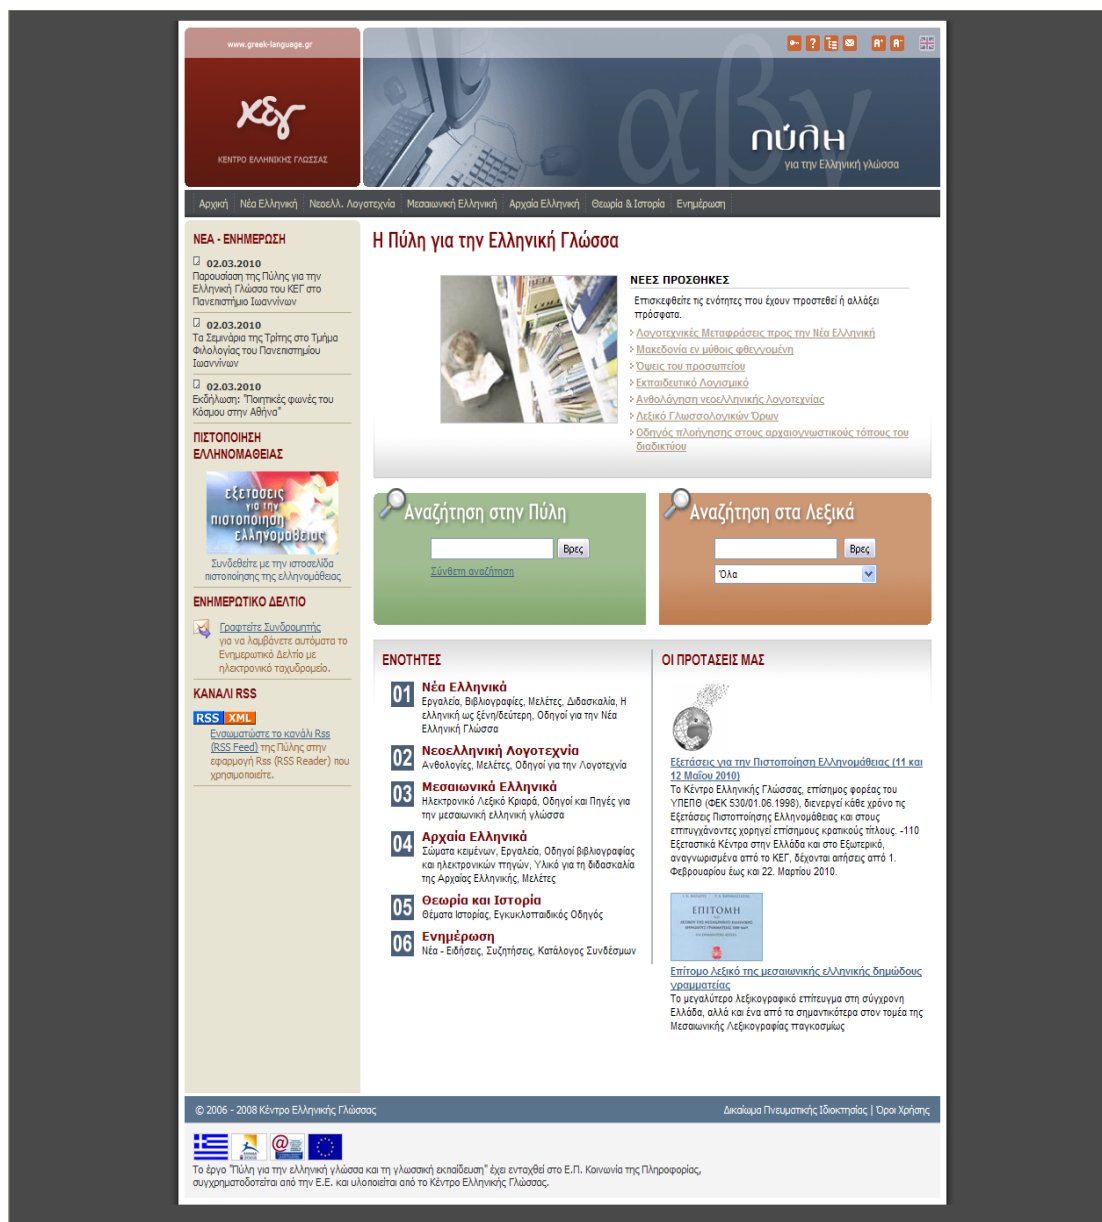 www.greek-language.gr
κεγ
ΚΕΝΤΡΟ ΕΛΛΗΝΙΚΗΣ ΓΛΩΣΣΑΣ
αβγ
πύλη
για την Ελληνική γλώσσα
Αρχική Νέα Ελληνική Νεοελλ. Λογοτεχνία Μεσαιωνική Ελληνική Αρχαία Ελληνική Θεωρία & Ιστορία Ενημέρωση
ΝΕΑ - ΕΝΗΜΕΡΩΣΗ
02.03.2010
Παρουσίαση της Πύλης για την
Ελληνική Γλώσσα του ΚΕΓ στο
Πανεπιστήμιο Ιωαννίνων
02.03.2010
Τα Σεμινάρια της Τρίτης στο Τμήμα
Φιλολογίας του Πανεπιστημίου
Ιωαννίνων
02.03.2010
Εκδήλωση: "Ποιητικές φωνές του
Κόσμου στην Αθήνα"
ΠΙΣΤΟΠΟΙΗΣΗ
ΕΛΛΗΝΟΜΑΘΕΙΑΣ
εξετάσεις
για την
πιστοποίηση
ελληνομάθειας
Συνδεθείτε με την ιστοσελίδα
πιστοποίησης της ελληνομάθειας
ΕΝΗΜΕΡΩΤΙΚΟ ΔΕΛΤΙΟ
Γραφτείτε Συνδρομητής
για να λαμβάνετε αυτόματα το
Ενημερωτικό Δελτίο με
ηλεκτρονικό ταχυδρομείο.
ΚΑΝΑΛΙ RSS
RSS XML
Ενσωματώστε το κανάλι Rss
(RSS Feed) της Πύλης στην
εφαρμογή Rss (RSS Reader) που
χρησιμοποιείτε.
Η Πύλη για την Ελληνική Γλώσσα
ΝΕΕΣ ΠΡΟΣΘΗΚΕΣ
Επισκεφθείτε τις ενότητες που έχουν προστεθεί ή αλλάξει
πρόσφατα.
Λογοτεχνικές Μεταφράσεις προς την Νέα Ελληνική
Μακεδονία εν μύθοις φθεγγομένη
Όψεις του προσωπείου
Εκπαιδευτικό Λογισμικό
Ανθολόγηση νεοελληνικής λογοτεχνίας
Λεξικό Γλωσσολογικών Όρων
Οδηγός πλοήγησης στους αρχαιογνωστικούς τόπους του
διαδικτύου
Αναζήτηση στην Πύλη
Βρες
Σύνθετη αναζήτηση
Αναζήτηση στα Λεξικά
Βρες
Όλα
ΕΝΟΤΗΤΕΣ
01 Νέα Ελληνικά
Εργαλεία, Βιβλιογραφίες, Μελέτες, Διδασκαλία, Η
ελληνική ως ξένη/δεύτερη, Οδηγοί για την Νέα
Ελληνική Γλώσσα
02 Νεοελληνική Λογοτεχνία
Ανθολογίες, Μελέτες, Οδηγοί για την Λογοτεχνία
03 Μεσαιωνικά Ελληνικά
Ηλεκτρονικό Λεξικό Κριαρά, Οδηγοί και Πηγές για
την μεσαιωνική ελληνική γλώσσα
04 Αρχαία Ελληνικά
Σώματα κειμένων, Εργαλεία, Οδηγοί βιβλιογραφίας
και ηλεκτρονικών πηγών, Υλικό για τη διδασκαλία
της Αρχαίας Ελληνικής, Μελέτες
05 Θεωρία και Ιστορία
Θέματα Ιστορίας, Εγκυκλοπαιδικός Οδηγός
06 Ενημέρωση
Νέα - Ειδήσεις, Συζητήσεις, Κατάλογος Συνδέσμων
ΟΙ ΠΡΟΤΑΣΕΙΣ ΜΑΣ
Εξετάσεις για την Πιστοποίηση Ελληνομάθειας (11 και
12 Μαΐου 2010)
Το Κέντρο Ελληνικής Γλώσσας, επίσημος φορέας του
ΥΠΕΠΘ (ΦΕΚ 530/01.06.1998), διενεργεί κάθε χρόνο τις
Εξετάσεις Πιστοποίησης Ελληνομάθειας και στους
επιτυγχάνοντες χορηγεί επίσημους κρατικούς τίτλους. -110
Εξεταστικά Κέντρα στην Ελλάδα και στο Εξωτερικό,
αναγνωρισμένα από το ΚΕΓ, δέχονται αιτήσεις από 1.
Φεβρουαρίου έως και 22. Μαρτίου 2010.
ΕΠΙΤΟΜΗ
Επίτομο Λεξικό της μεσαιωνικής ελληνικής δημώδους
γραμματείας
Το μεγαλύτερο λεξικογραφικό επίτευγμα στη σύγχρονη
Ελλάδα, αλλά και ένα από τα σημαντικότερα στον τομέα της
Μεσαιωνικής Λεξικογραφίας παγκοσμίως
© 2006 - 2008 Κέντρο Ελληνικής Γλώσσας
Δικαίωμα Πνευματικής Ιδιοκτησίας | Όροι Χρήσης
Το έργο "Πύλη για την ελληνική γλώσσα και τη γλωσσική εκπαίδευση" έχει ενταχθεί στο Ε.Π. Κοινωνία της Πληροφορίας,
συγχρηματοδοτείται από την Ε.Ε. και υλοποιείται από το Κέντρο Ελληνικής Γλώσσας.